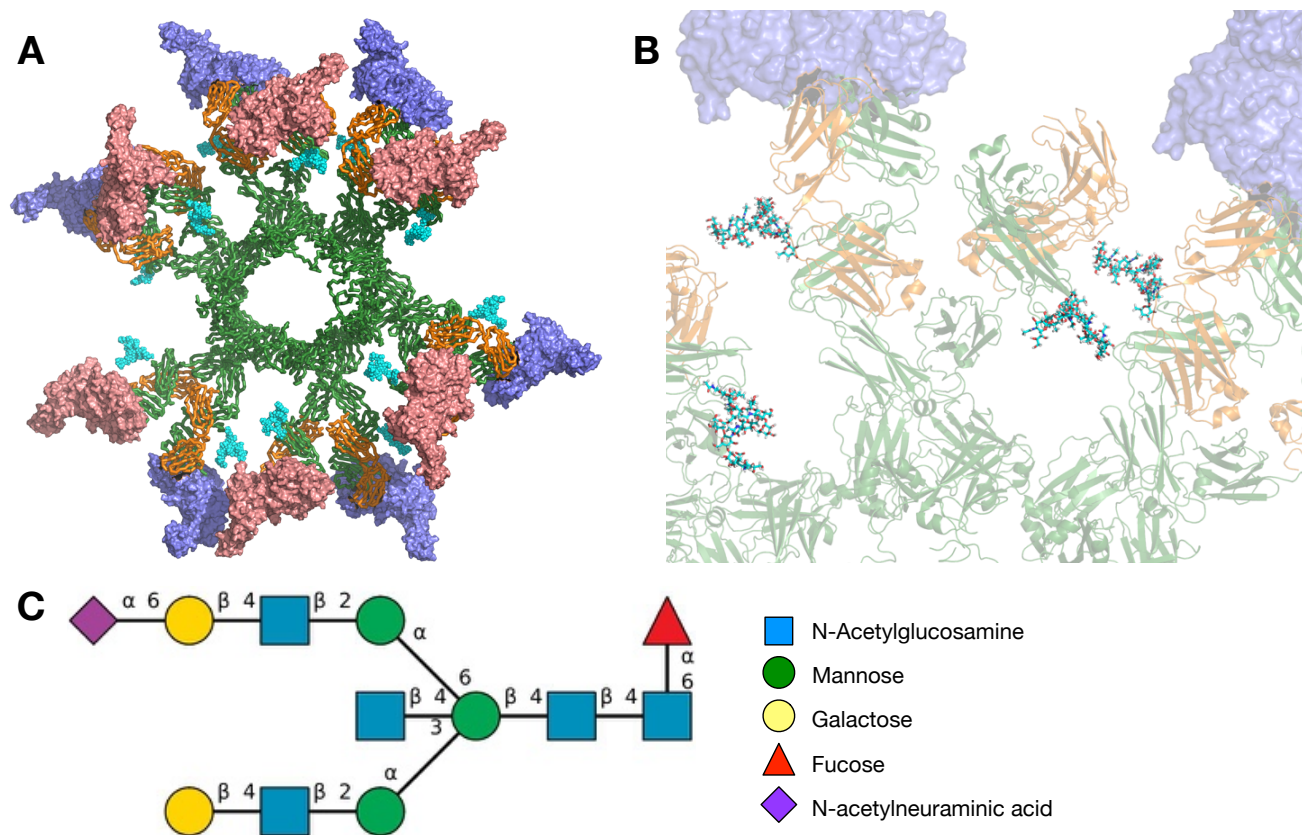 A
B
C
α 6 β 4 β 2
α
α
6
6
β 4 β 4 β 4
3
α
β 4 β 2
N-Acetylglucosamine
Mannose
Galactose
Fucose
N-acetylneuraminic acid